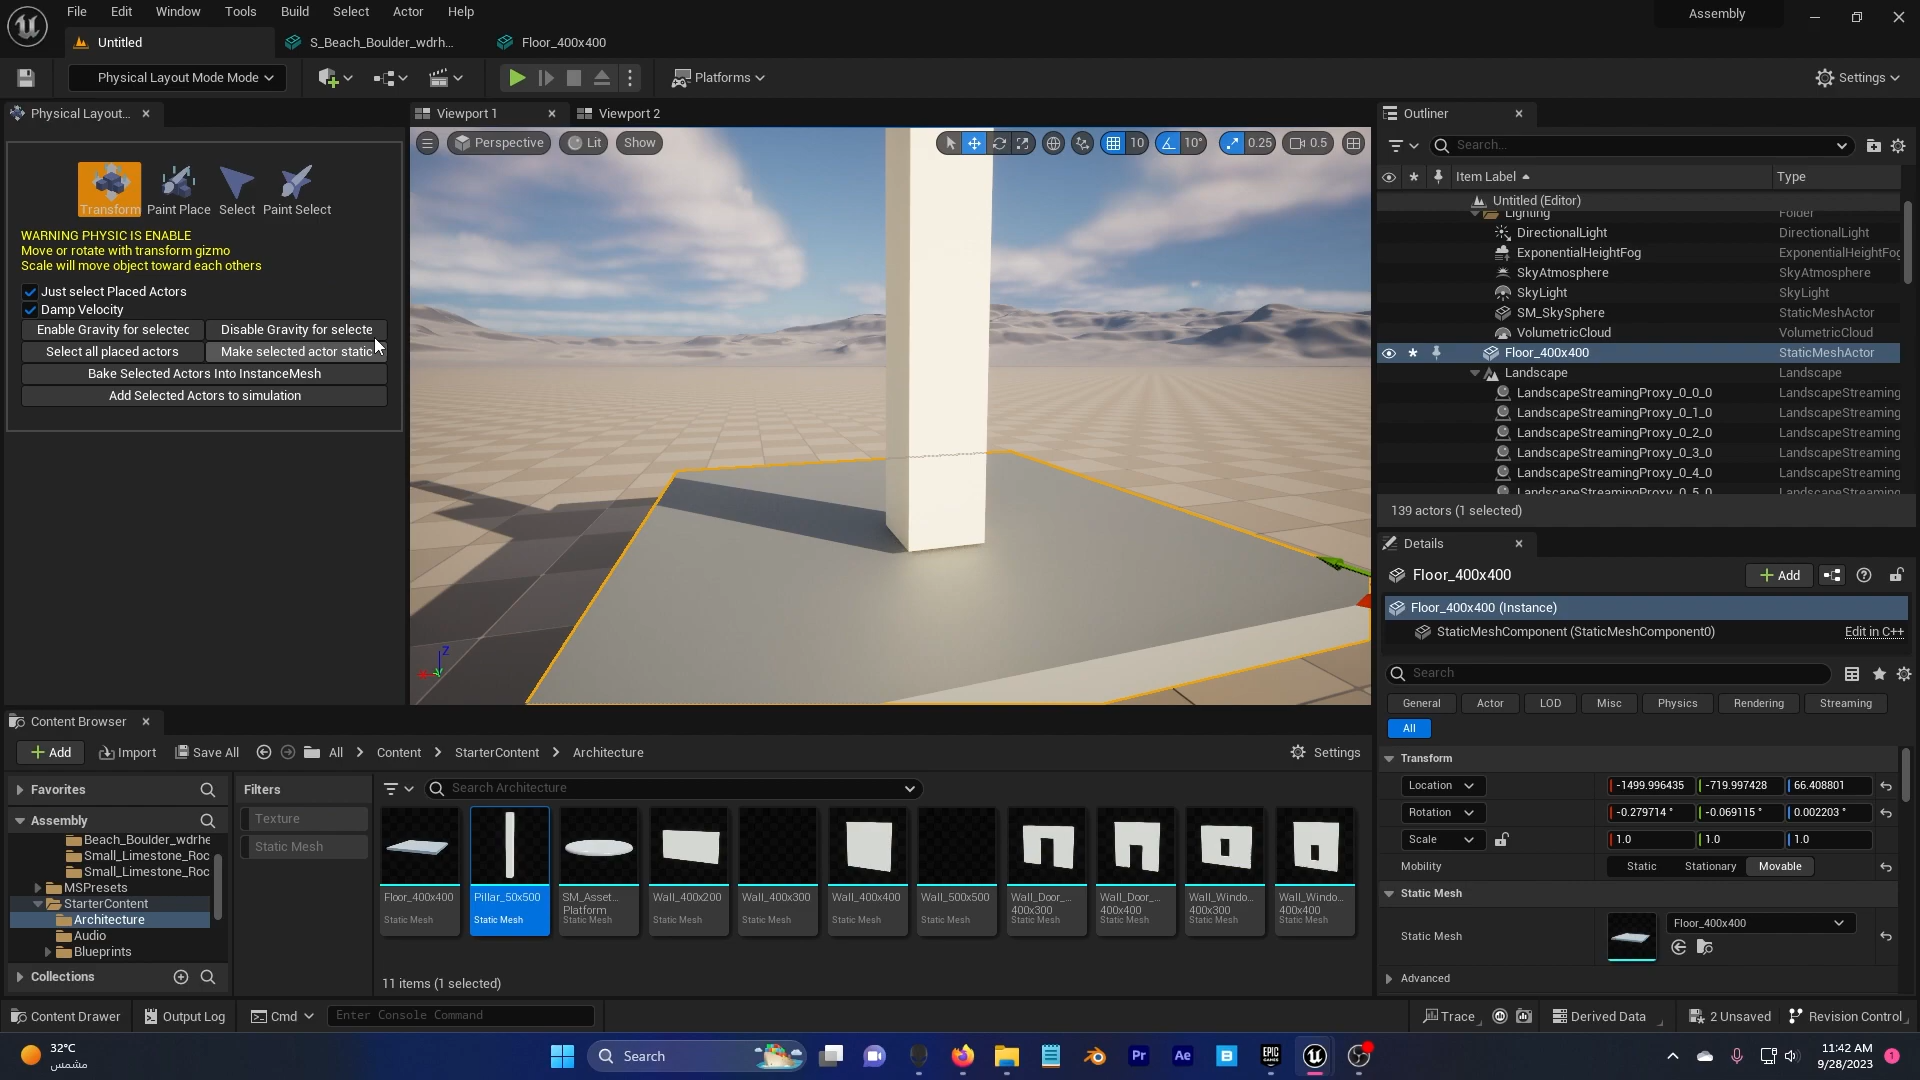 File Edit Window Tools Build Select Actor Help
Assembly
Untitled
S_Beach_Boulder_wdrh...
Floor_400x400
Physical Layout Mode Mode
Platforms
Settings
Physical Layout...
WARNING PHYSIC IS ENABLE
Move or rotate with transform gizmo
Scale will move object toward each others
Transform Paint Place Select Paint Select
Just select Placed Actors
Damp Velocity
Enable Gravity for selectec Disable Gravity for selecte
Select all placed actors Make selected actor static
Bake Selected Actors Into InstanceMesh
Add Selected Actors to simulation
Viewport 1
Viewport 2
Perspective Lit Show
10 10° 0.25 0.5
Z
Outliner
Search...
Item Label Type
Untitled (Editor)
Lighting Folder
DirectionalLight DirectionalLight
ExponentialHeightFog ExponentialHeightFog
SkyAtmosphere SkyAtmosphere
SkyLight SkyLight
SM_SkySphere StaticMeshActor
VolumetricCloud VolumetricCloud
Floor_400x400 StaticMeshActor
Landscape Landscape
LandscapeStreamingProxy_0_0_0 LandscapeStreaming
LandscapeStreamingProxy_0_1_0 LandscapeStreaming
LandscapeStreamingProxy_0_2_0 LandscapeStreaming
LandscapeStreamingProxy_0_3_0 LandscapeStreaming
LandscapeStreamingProxy_0_4_0 LandscapeStreaming
LandscapeStreamingProxy_0_5_0 LandscapeStreaming
139 actors (1 selected)
Details
Floor_400x400
Add
Floor_400x400 (Instance)
StaticMeshComponent (StaticMeshComponent0) Edit in C++
Search
General Actor LOD Misc Physics Rendering Streaming
All
Transform
Location -1499.996435 -719.997428 66.408801
Rotation -0.279714 ° -0.069115 ° 0.002203 °
Scale 1.0 1.0 1.0
Mobility Static Stationary Movable
Static Mesh
Static Mesh Floor_400x400
Advanced
Content Browser
Add Import Save All All Content StarterContent Architecture Settings
Favorites
Assembly
Beach_Boulder_wdrhe
Small_Limestone_Roc
Small_Limestone_Roc
MSPresets
StarterContent
Architecture
Audio
Blueprints
Collections
Filters
Texture
Static Mesh
Search Architecture
Floor_400x400
Static Mesh
Pillar_50x500
Static Mesh
SM_Asset...
Platform
Static Mesh
Wall_400x200
Static Mesh
Wall_400x300
Static Mesh
Wall_400x400
Static Mesh
Wall_500x500
Static Mesh
Wall_Door_...
400x300
Static Mesh
Wall_Door_...
400x400
Static Mesh
Wall_Windo...
400x300
Static Mesh
Wall_Windo...
400x400
Static Mesh
11 items (1 selected)
Content Drawer Output Log Cmd Enter Console Command
Trace Derived Data 2 Unsaved Revision Control
32°C
مشمس
Search
Pr Ae B EPIC GAMES
11:42 AM
9/28/2023
1